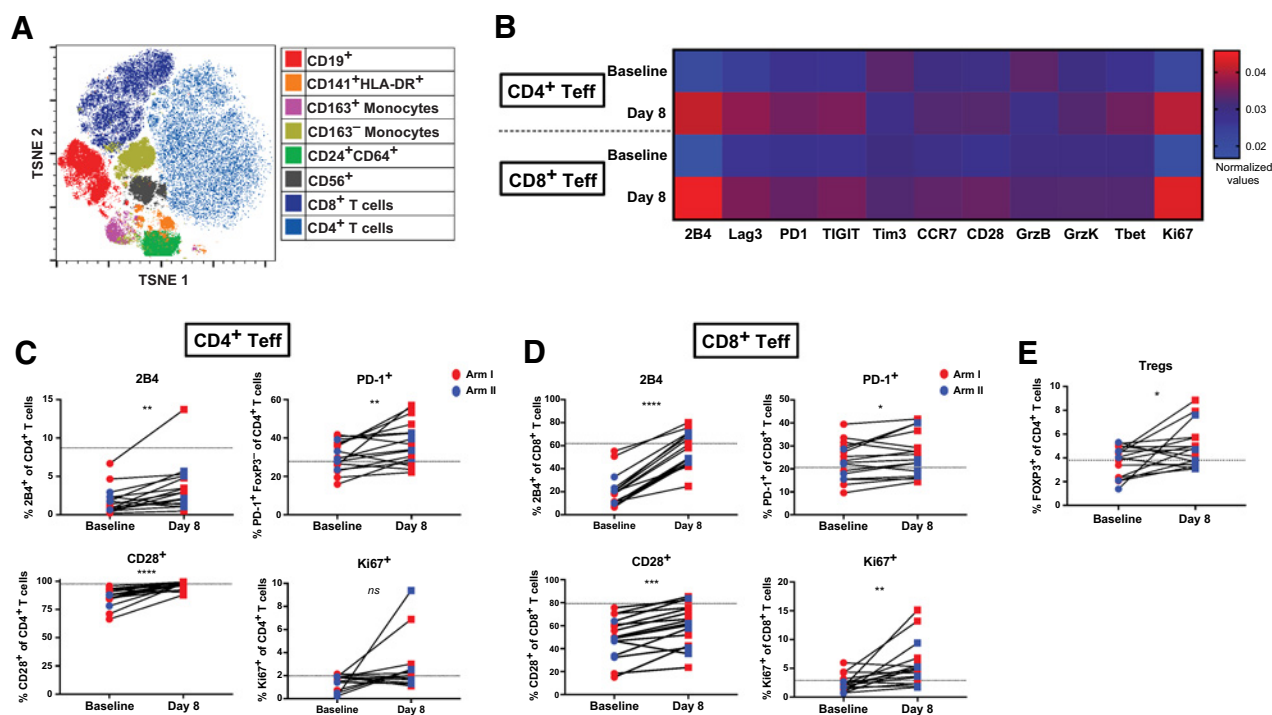 A
TSNE 2
TSNE 1
CD19+
CD141+HLA-DR+
CD163+ Monocytes
CD163− Monocytes
CD24+CD64+
CD56+
CD8+ T cells
CD4+ T cells
B
CD4+ Teff
Baseline
Day 8
CD8+ Teff
Baseline
Day 8
2B4 Lag3 PD1 TIGIT Tim3 CCR7 CD28 GrzB GrzK Tbet Ki67
0.04
0.03
0.02
Normalized
values
C
CD4+ Teff
2B4
**
% 2B4+ of CD4+ T cells
15
10
5
0
Baseline Day 8
PD-1+
**
% PD-1+ FoxP3− of CD4+ T cells
60
40
20
0
Baseline Day 8
Arm I
Arm II
CD28+
****
% CD28+ of CD4+ T cells
100
75
50
25
0
Baseline Day 8
Ki67+
ns
% Ki67+ of CD4+ T cells
10
8
6
4
2
0
Baseline Day 8
D
CD8+ Teff
2B4
****
% 2B4+ of CD8+ T cells
100
80
60
40
20
0
Baseline Day 8
PD-1+
*
% PD-1+ of CD8+ T cells
50
40
30
20
10
0
Baseline Day 8
Arm I
Arm II
CD28+
***
% CD28+ of CD8+ T cells
100
80
60
40
20
0
Baseline Day 8
Ki67+
**
% Ki67+ of CD8+ T cells
20
15
10
5
0
Baseline Day 8
E
Tregs
*
% FOXP3+ of CD4+ T cells
10
8
6
4
2
0
Baseline Day 8